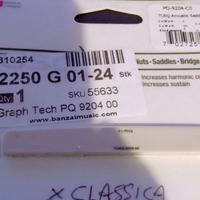 PQ-9204-C0
TUSQ Acoustic Saddle
310254
2250 G 01-24 Stk
Qty: 1
SKU 55633
Graph Tech PQ 9204 00
www.banzaimusic.com
Nuts・Saddles・Bridge
Increases harmonic co
Increases sustain
X CLASSICA